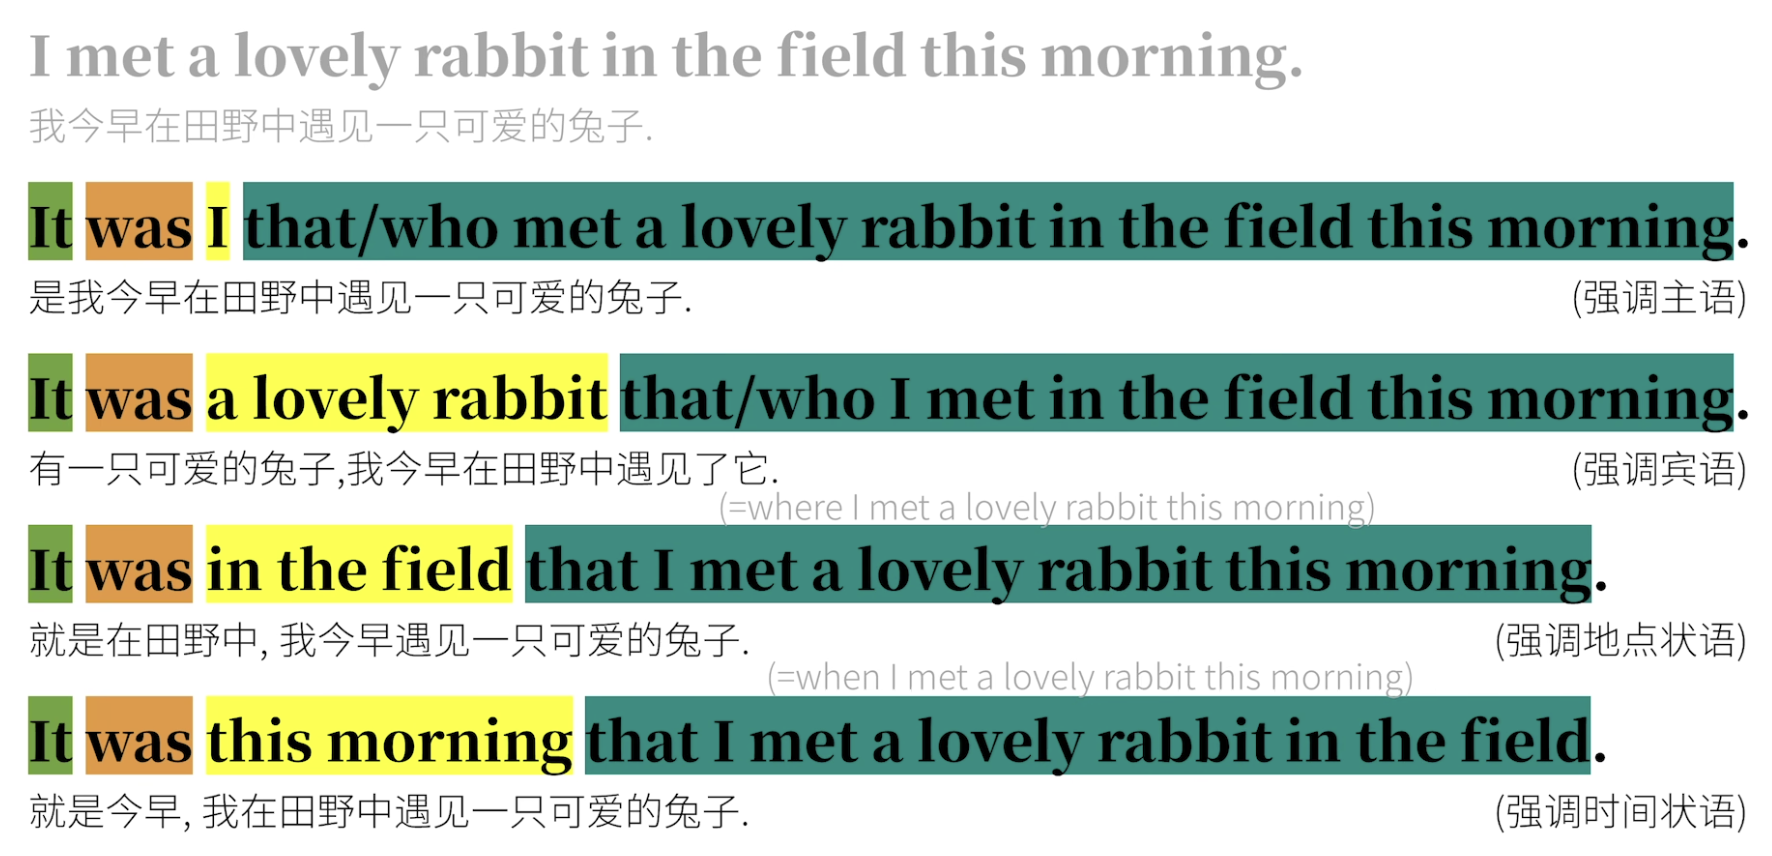 I met a lovely rabbit in the field this morning.
我今早在田野中遇见一只可爱的兔子.
It was I that/who met a lovely rabbit in the field this morning.
是我今早在田野中遇见一只可爱的兔子. (强调主语)
It was a lovely rabbit that/who I met in the field this morning.
有一只可爱的兔子,我今早在田野中遇见了它. (强调宾语)
(=where I met a lovely rabbit this morning)
It was in the field that I met a lovely rabbit this morning.
就是在田野中, 我今早遇见一只可爱的兔子. (强调地点状语)
(=when I met a lovely rabbit this morning)
It was this morning that I met a lovely rabbit in the field.
就是今早, 我在田野中遇见一只可爱的兔子. (强调时间状语)